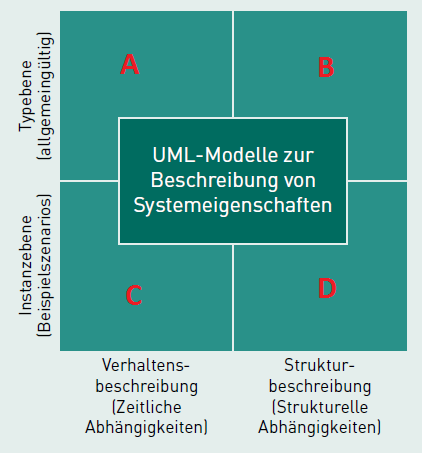 Typebene
(allgemeingültig)
A
B
UML-Modelle zur
Beschreibung von
Systemeigenschaften
Instanzebene
(Beispielszenarios)
C
D
Verhaltens-
beschreibung
(Zeitliche
Abhängigkeiten)
Struktur-
beschreibung
(Strukturelle
Abhängigkeiten)